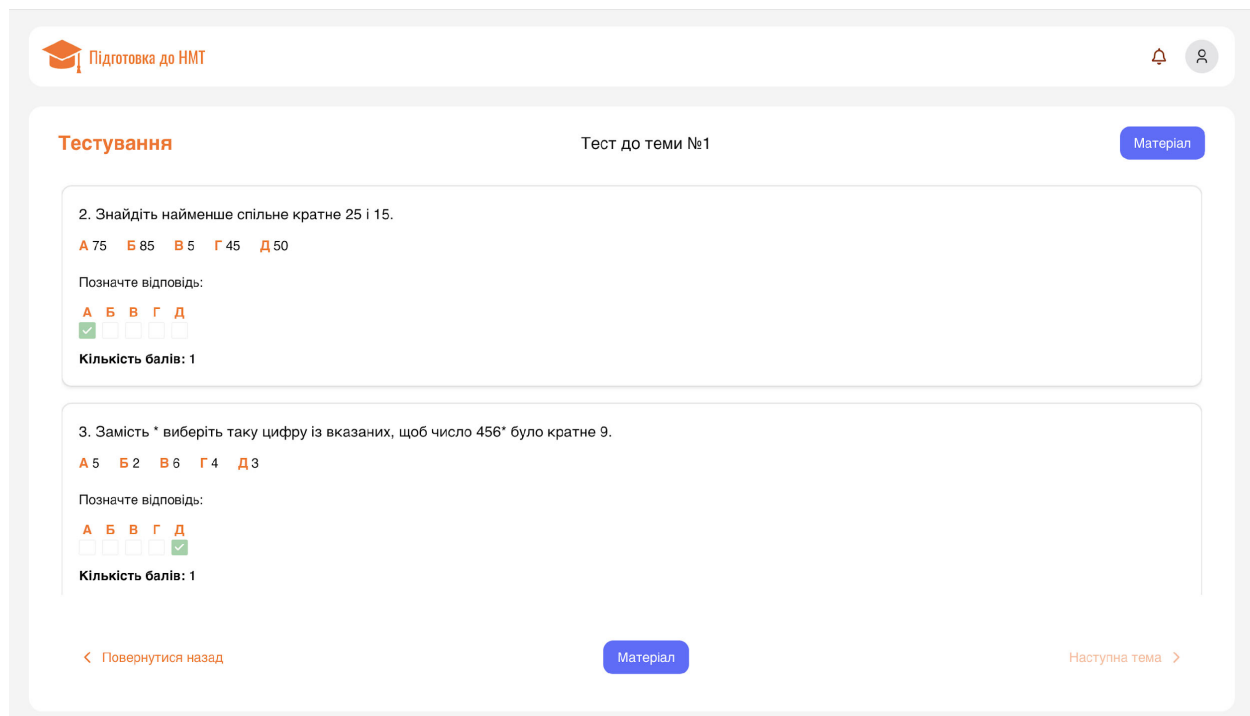 Підготовка до НМТ
Тестування
Тест до теми №1
Матеріал
2. Знайдіть найменше спільне кратне 25 і 15.
А 75 Б 85 В 5 Г 45 Д 50
Позначте відповідь:
А Б В Г Д
Кількість балів: 1
3. Замість * виберіть таку цифру із вказаних, щоб число 456* було кратне 9.
А 5 Б 2 В 6 Г 4 Д 3
Позначте відповідь:
А Б В Г Д
Кількість балів: 1
Повернутися назад
Матеріал
Наступна тема